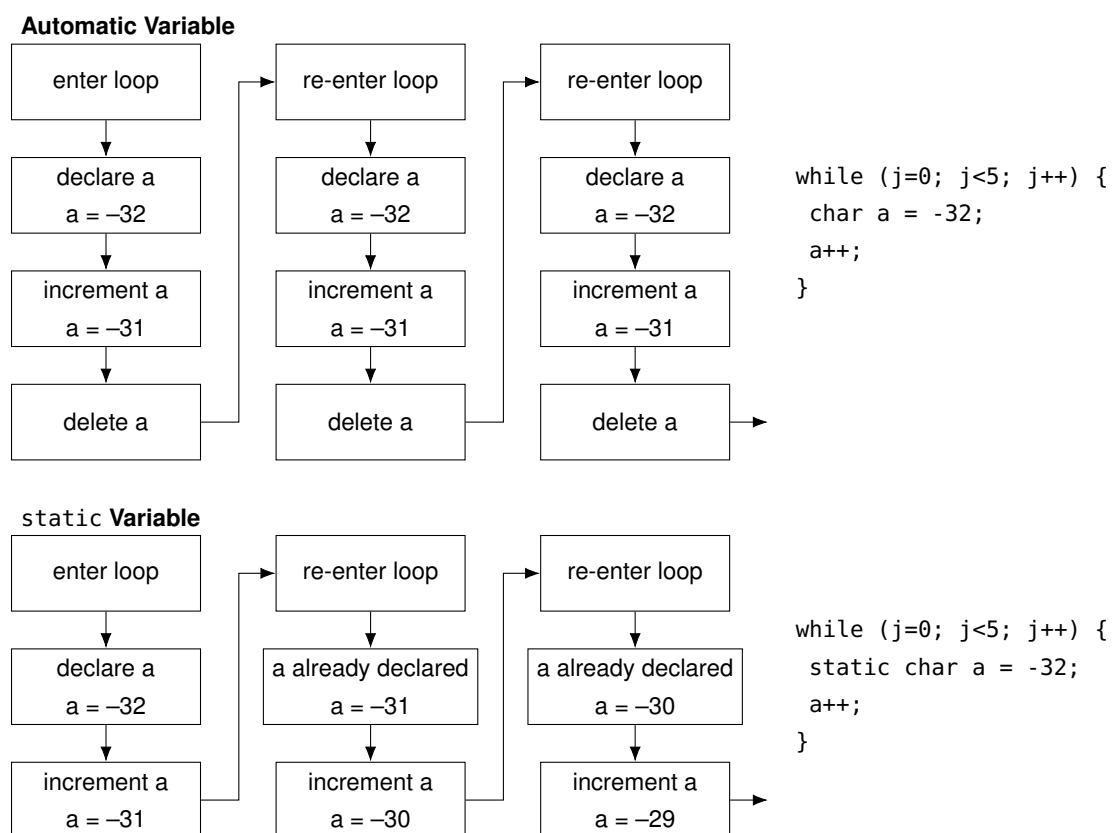 Automatic Variable
enter loop
declare a
a = –32
increment a
a = –31
delete a
re-enter loop
declare a
a = –32
increment a
a = –31
delete a
re-enter loop
declare a
a = –32
increment a
a = –31
delete a
while (j=0; j<5; j++) {
char a = -32;
a++;
}
static Variable
enter loop
declare a
a = –32
increment a
a = –31
re-enter loop
a already declared
a = –31
increment a
a = –30
re-enter loop
a already declared
a = –30
increment a
a = –29
while (j=0; j<5; j++) {
static char a = -32;
a++;
}